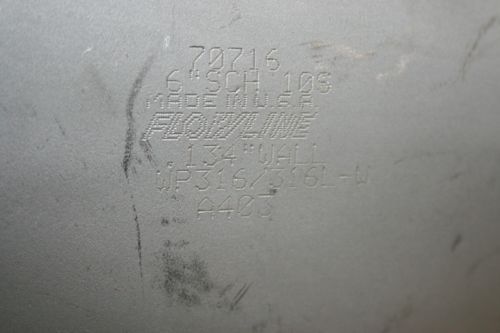 70716
6" SCH 10S
MADE IN U.S.A.
FLOWLINE
.134" WALL
WP316/316L-W
A403